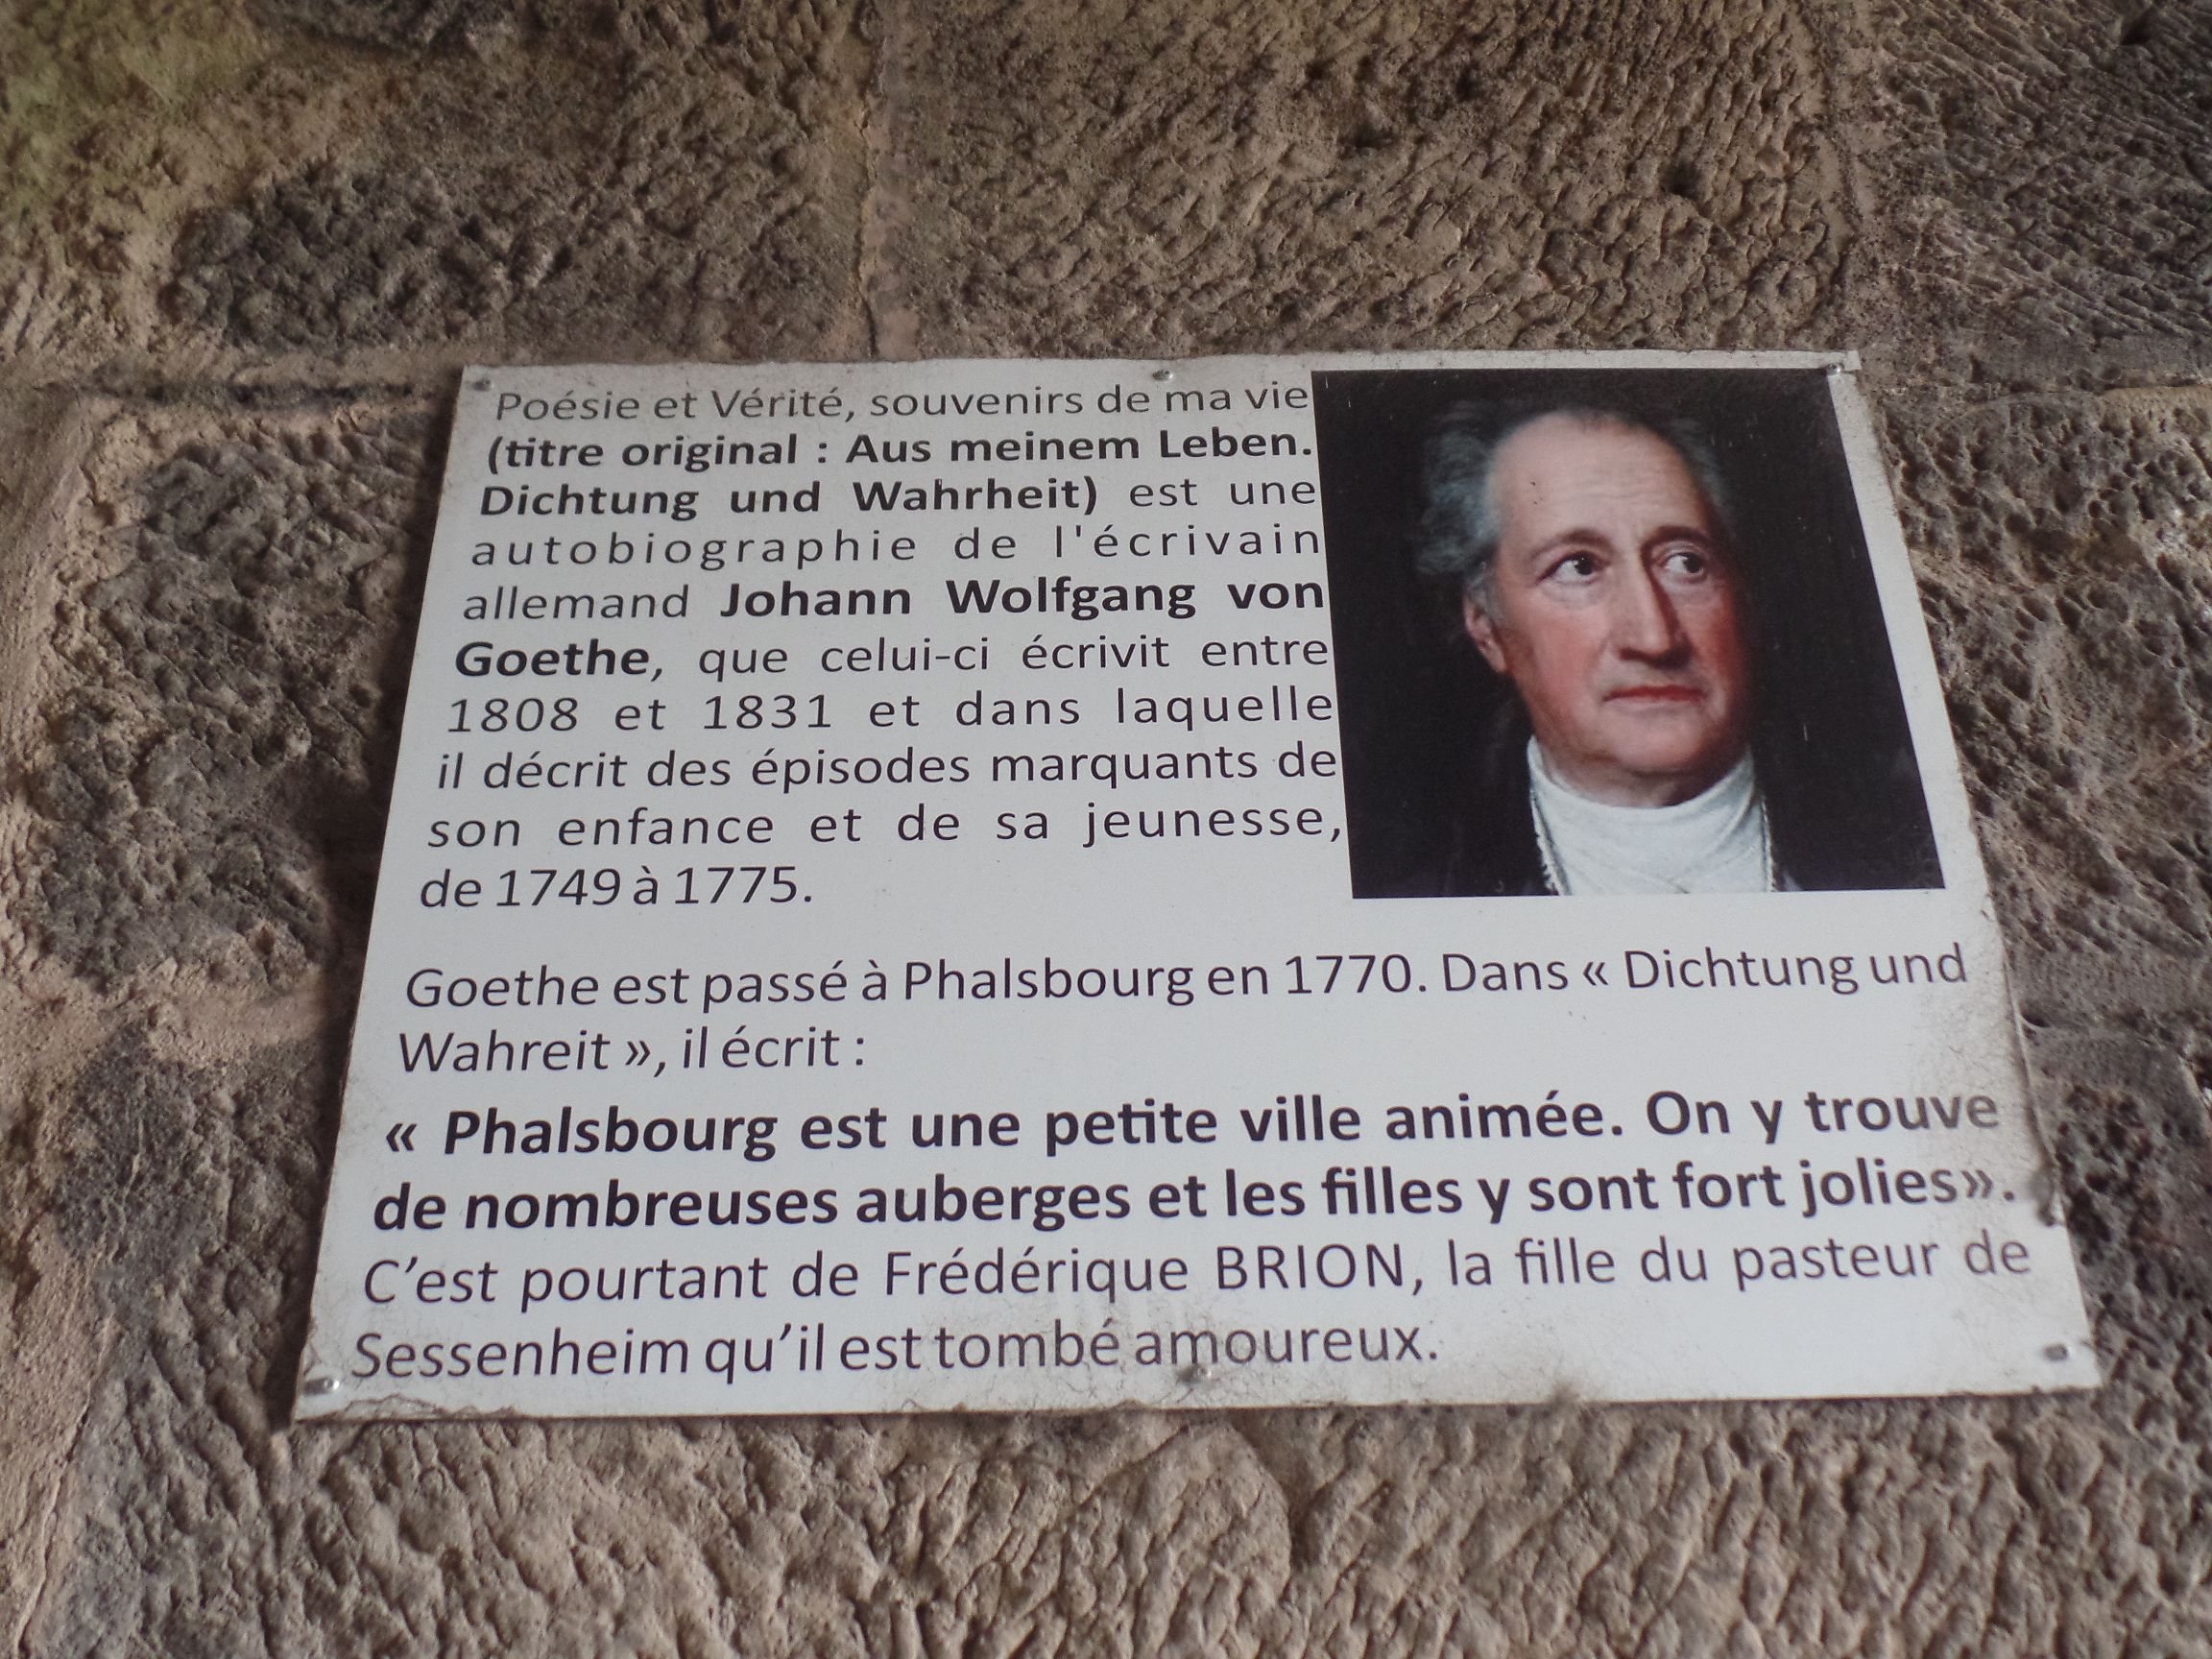 Poésie et Vérité, souvenirs de ma vie
(titre original : Aus meinem Leben.
Dichtung und Wahrheit) est une
autobiographie de l'écrivain
allemand Johann Wolfgang von
Goethe, que celui-ci écrivit entre
1808 et 1831 et dans laquelle
il décrit des épisodes marquants de
son enfance et de sa jeunesse,
de 1749 à 1775.
Goethe est passé à Phalsbourg en 1770. Dans « Dichtung und
Wahreit », il écrit :
« Phalsbourg est une petite ville animée. On y trouve
de nombreuses auberges et les filles y sont fort jolies».
C’est pourtant de Frédérique BRION, la fille du pasteur de
Sessenheim qu’il est tombé amoureux.